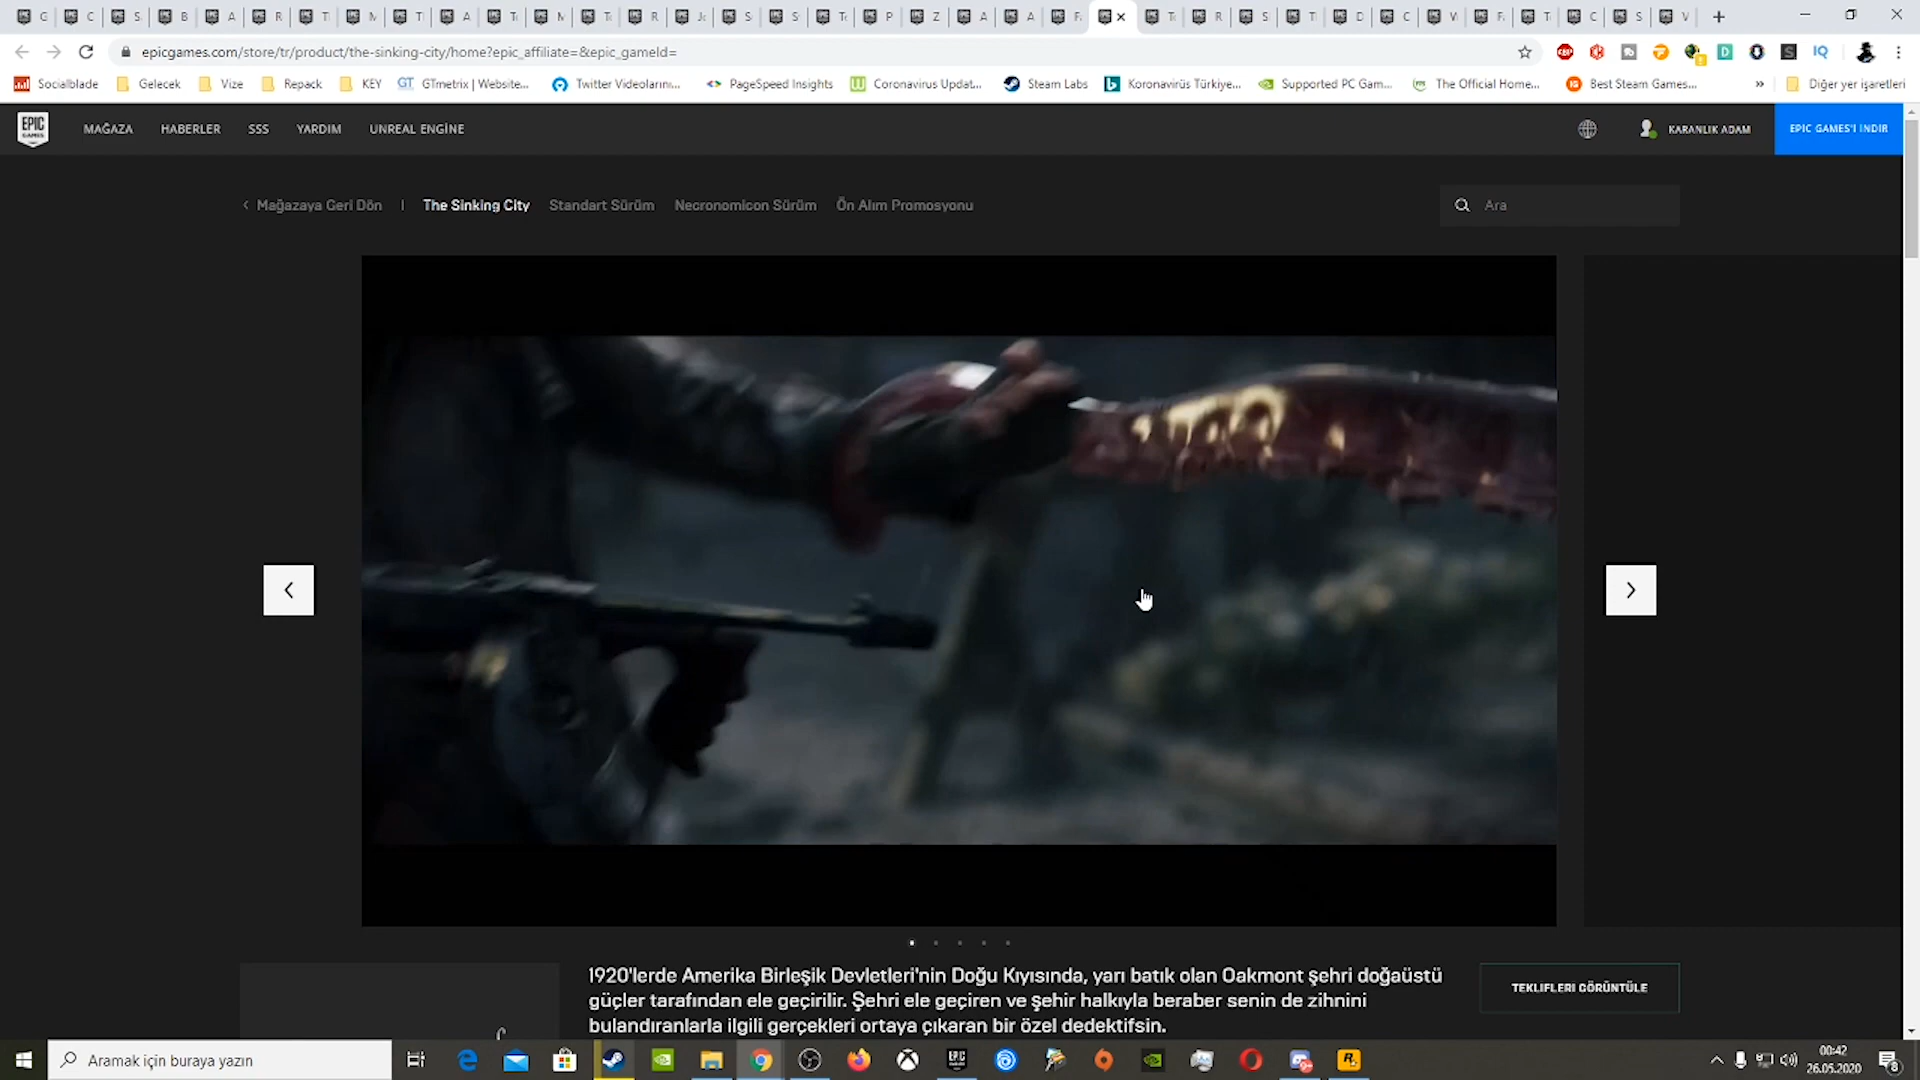 epicgames.com/store/tr/product/the-sinking-city/home?epic_affiliate=&epic_gameId=
Socialblade Gelecek Vize Repack KEY GTmetrix | Website... Twitter Videolarını... PageSpeed Insights Coronavirus Updat... Steam Labs Koronavirüs Türkiye... Supported PC Gam... The Official Home... Best Steam Games... » Diğer yer işaretleri
EPIC GAMES MAĞAZA HABERLER SSS YARDIM UNREAL ENGİNE KARANLIK ADAM EPIC GAMES'İ İNDİR
Mağazaya Geri Dön | The Sinking City Standart Sürüm Necronomicon Sürüm Ön Alım Promosyonu Ara
1920'lerde Amerika Birleşik Devletleri'nin Doğu Kıyısında, yarı batık olan Oakmont şehri doğaüstü
güçler tarafından ele geçirilir. Şehri ele geçiren ve şehir halkıyla beraber senin de zihnini
bulandıranlarla ilgili gerçekleri ortaya çıkaran bir özel dedektifsin.
TEKLİFLERİ GÖRÜNTÜLE
Aramak için buraya yazın
00:42
26.05.2020